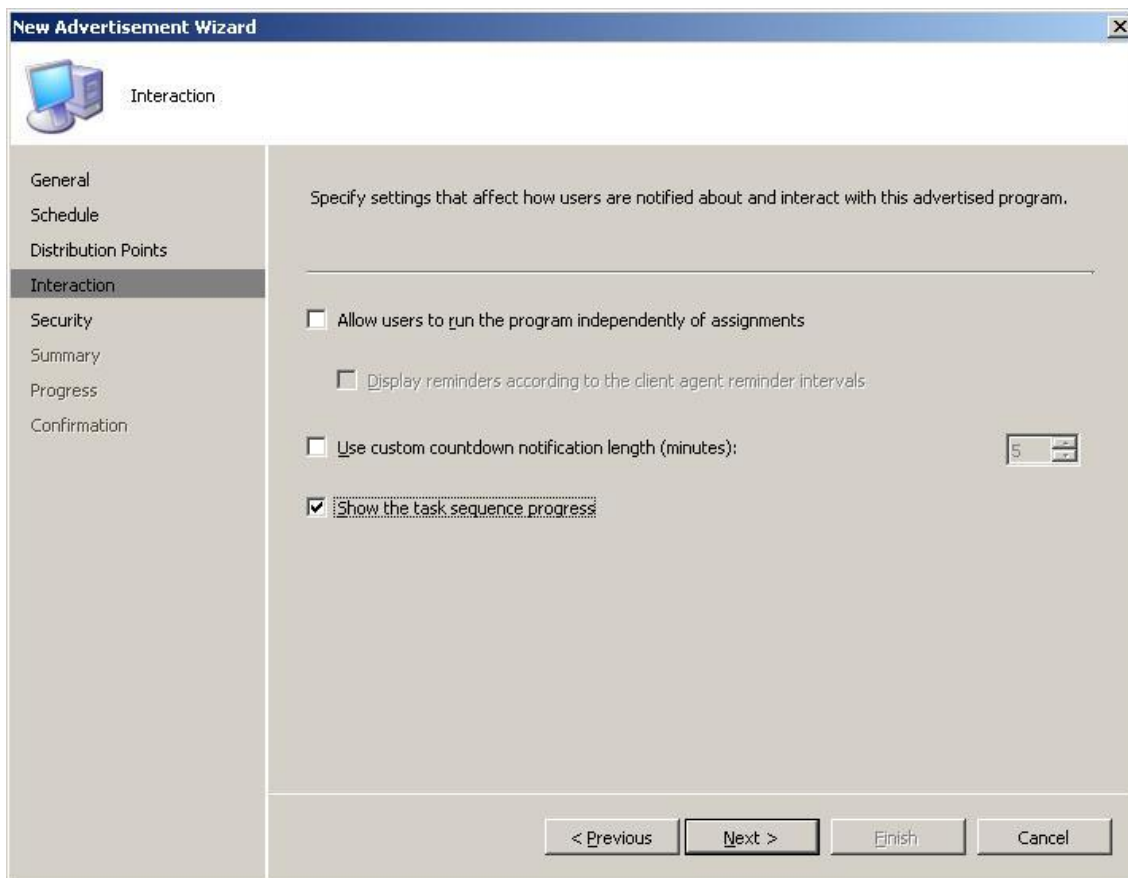 New Advertisement Wizard
Interaction
General
Schedule
Distribution Points
Interaction
Security
Summary
Progress
Confirmation
Specify settings that affect how users are notified about and interact with this advertised program.
Allow users to run the program independently of assignments
Display reminders according to the client agent reminder intervals
Use custom countdown notification length (minutes):
5
Show the task sequence progress
< Previous
Next >
Finish
Cancel